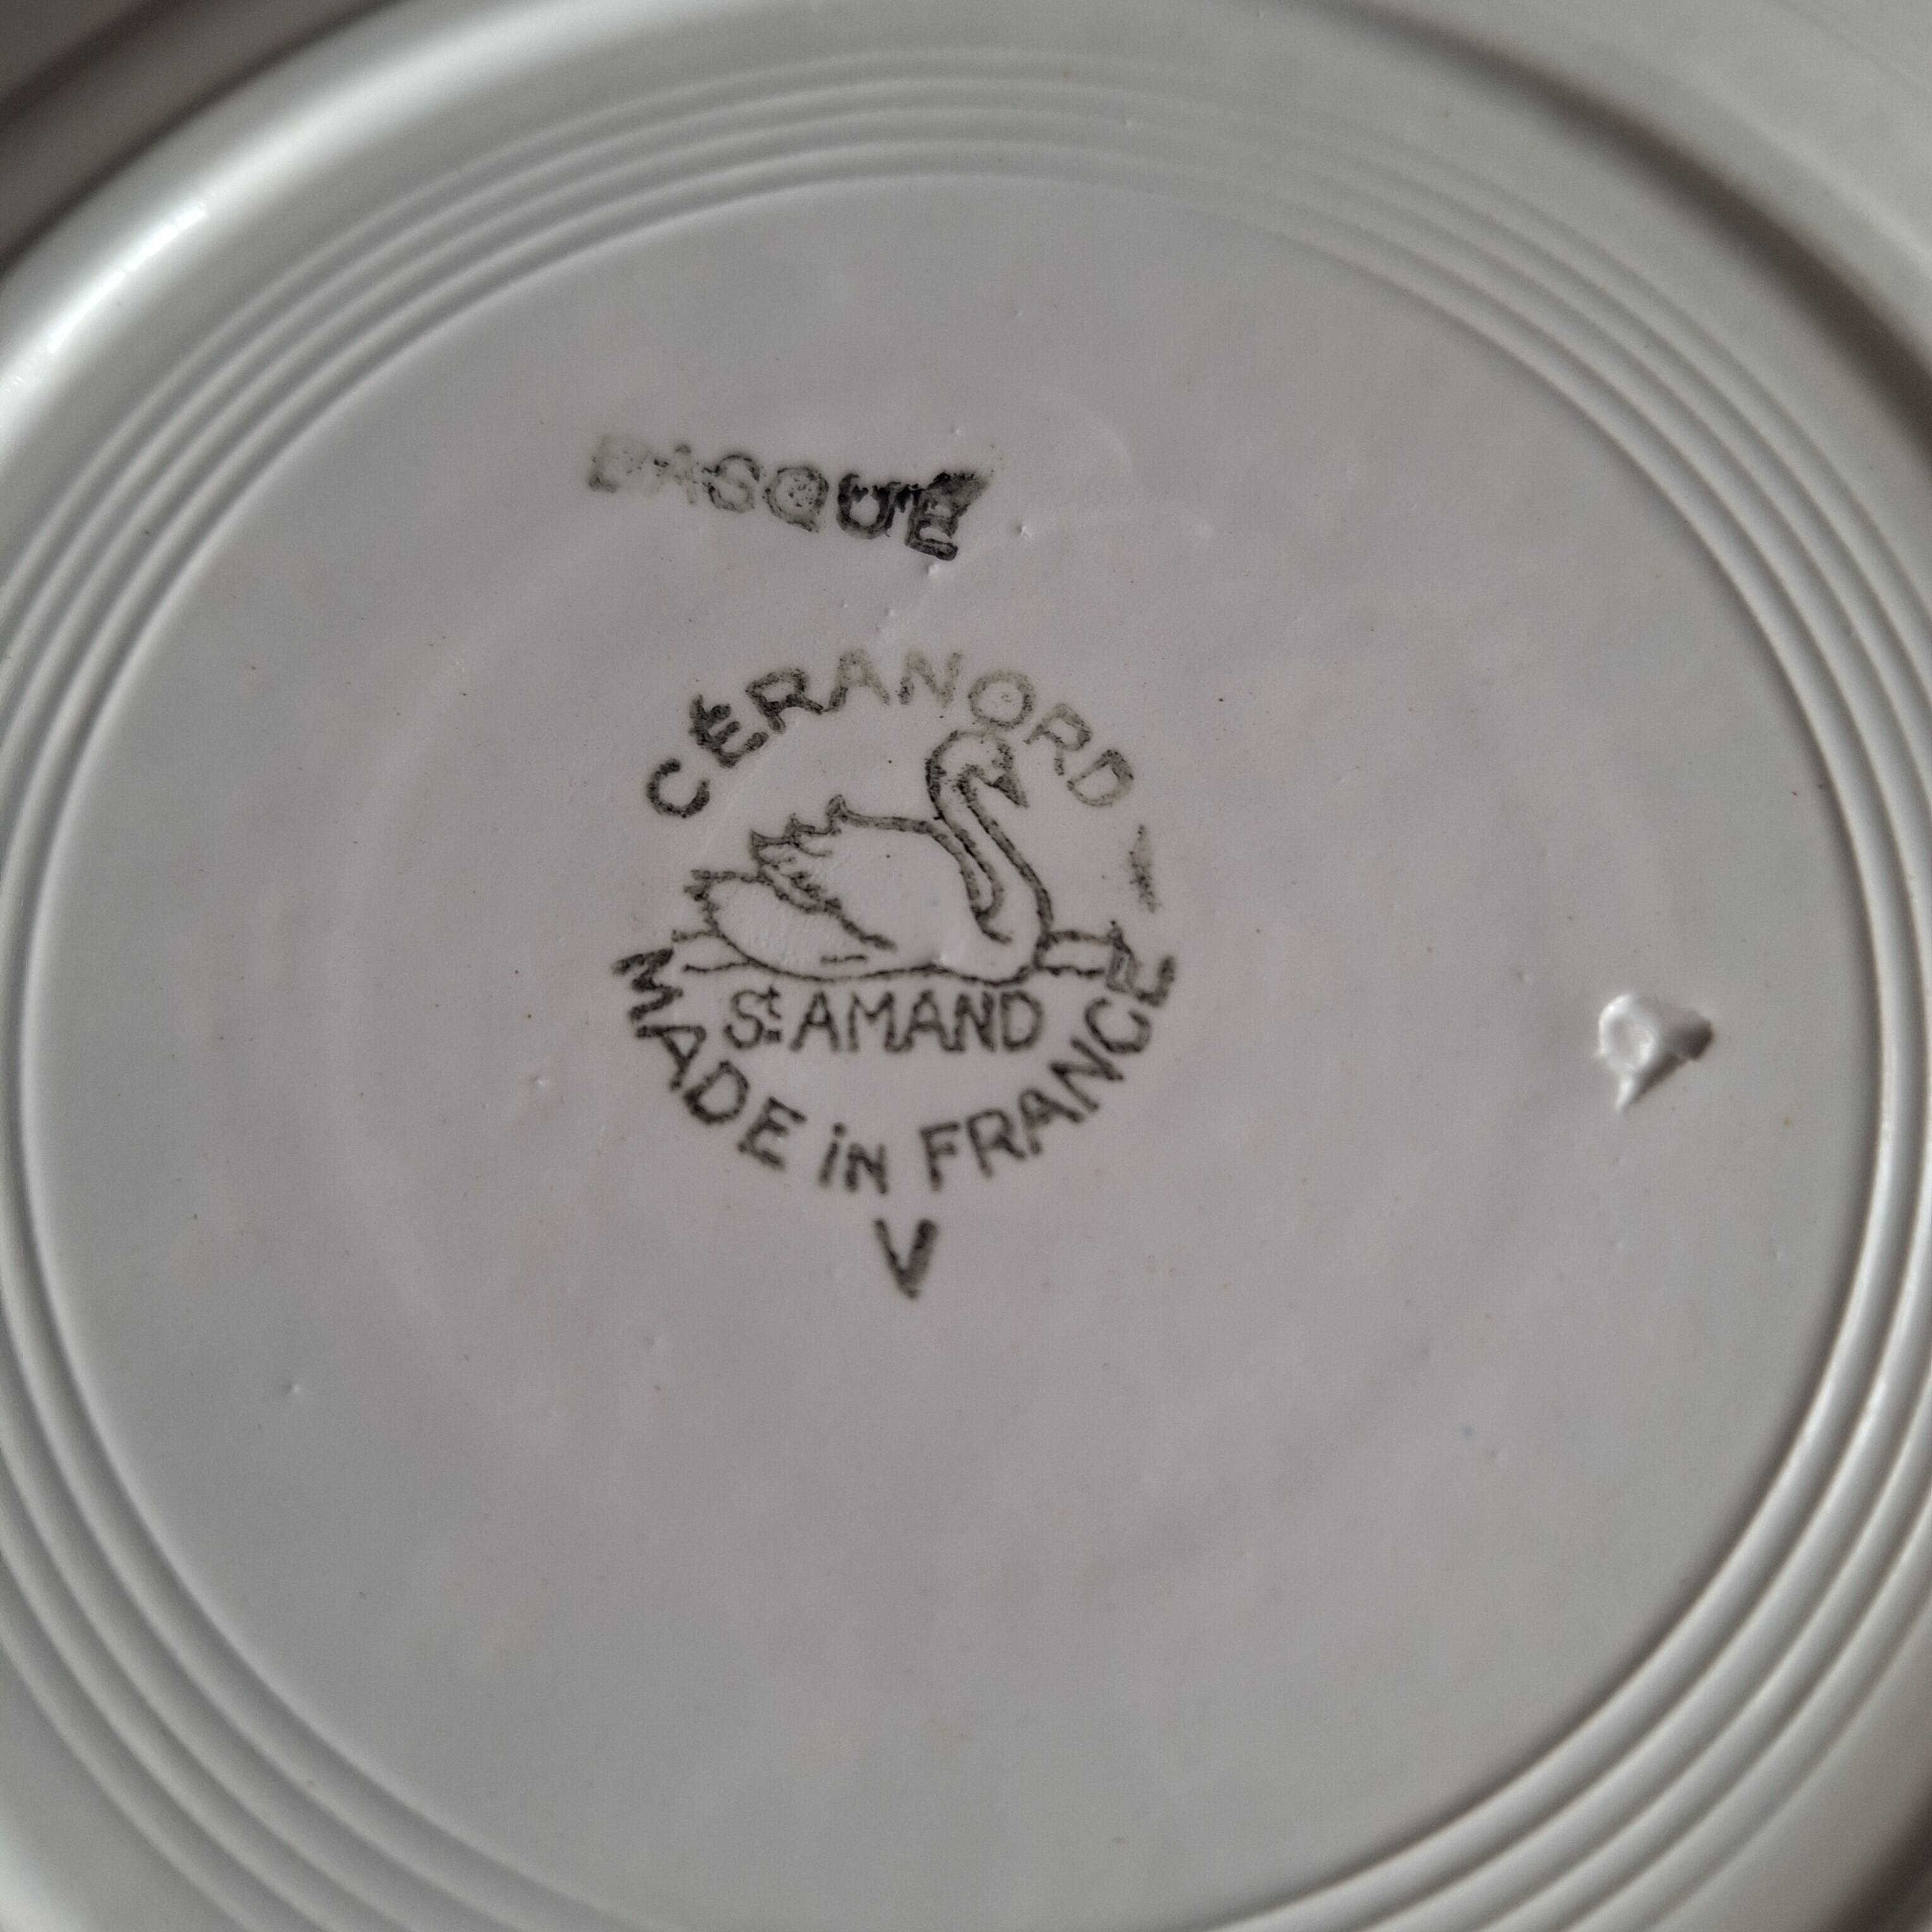 BASQUE
CÉRANORD
St. AMAND
MADE iN FRANCE
V